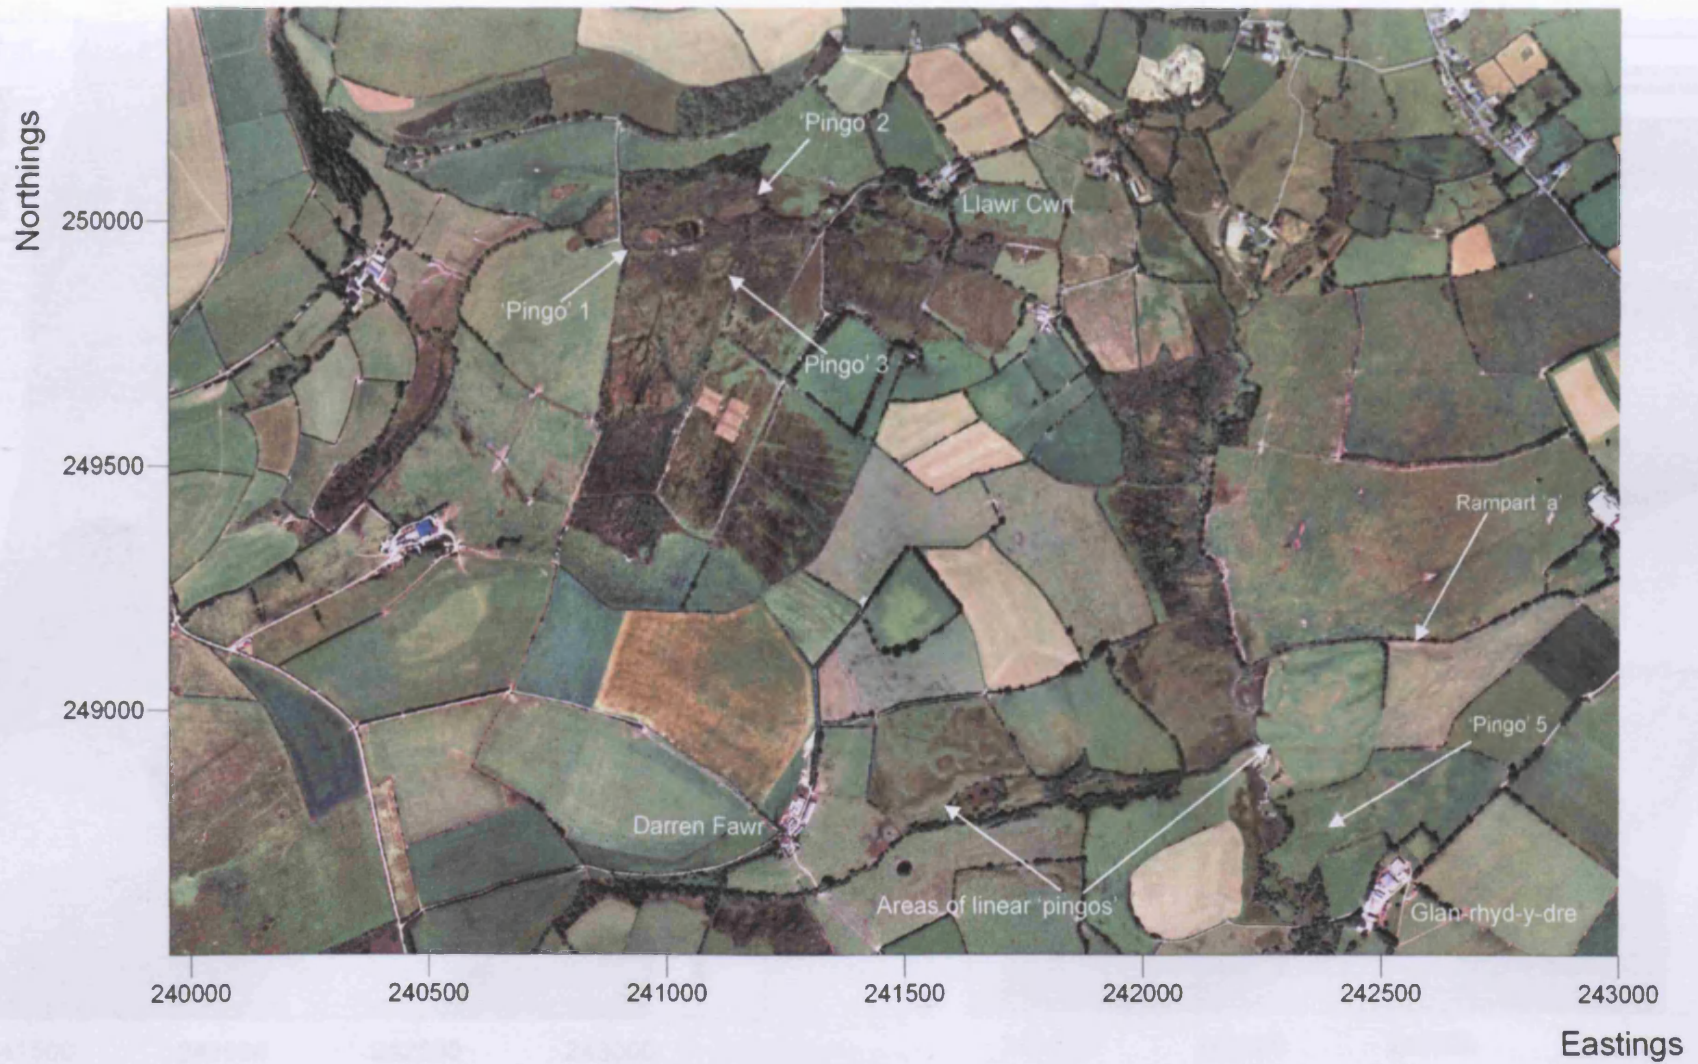 Northings
250000
249500
249000
'Pingo' 2
Llawr Cwrt
'Pingo' 1
'Pingo' 3
Rampart 'a'
'Pingo' 5
Darren Fawr
Areas of linear 'pingos'
Glan-rhyd-y-dre
240000
240500
241000
241500
242000
242500
243000
Eastings